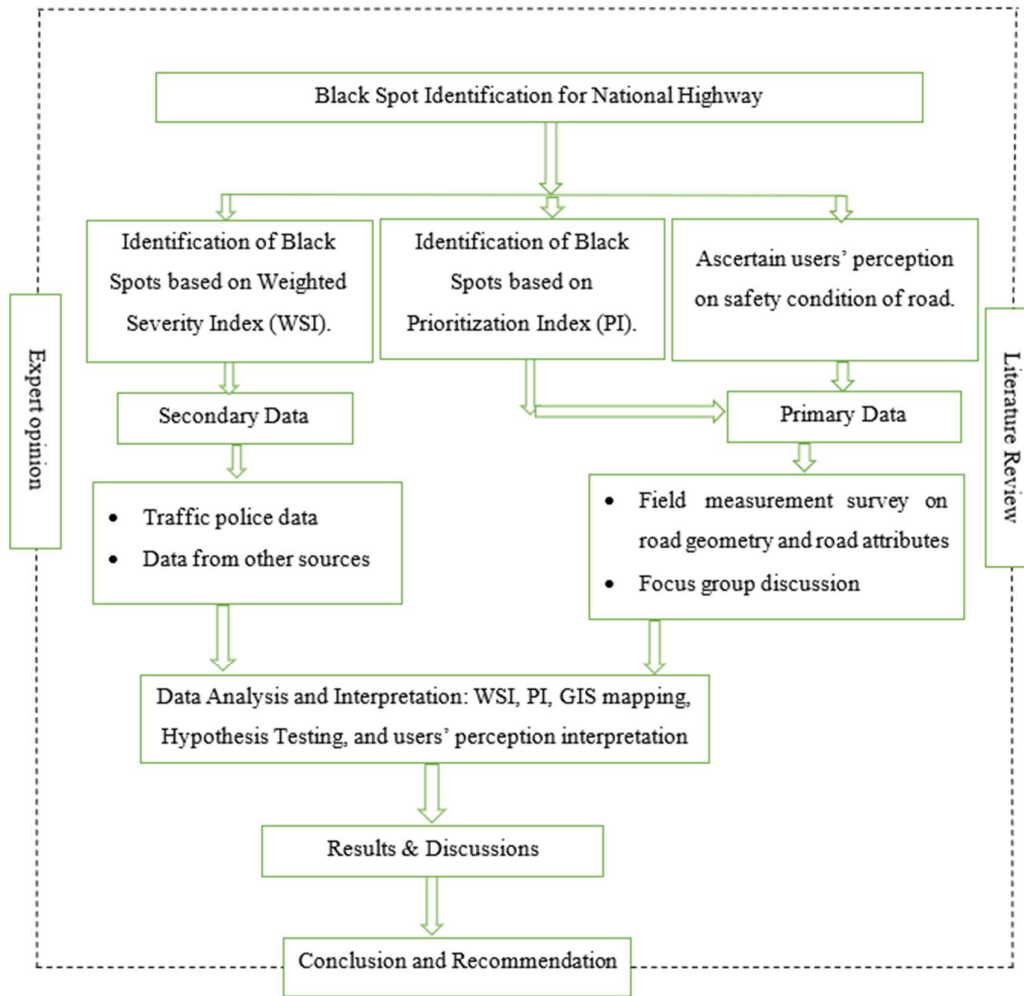 Black Spot Identification for National Highway
Identification of Black
Spots based on Weighted
Severity Index (WSI).
Identification of Black
Spots based on
Prioritization Index (PI).
Ascertain users’ perception
on safety condition of road.
Expert opinion
Literature Review
Secondary Data
Primary Data
• Traffic police data
• Data from other sources
• Field measurement survey on
road geometry and road attributes
• Focus group discussion
Data Analysis and Interpretation: WSI, PI, GIS mapping,
Hypothesis Testing, and users’ perception interpretation
Results & Discussions
Conclusion and Recommendation